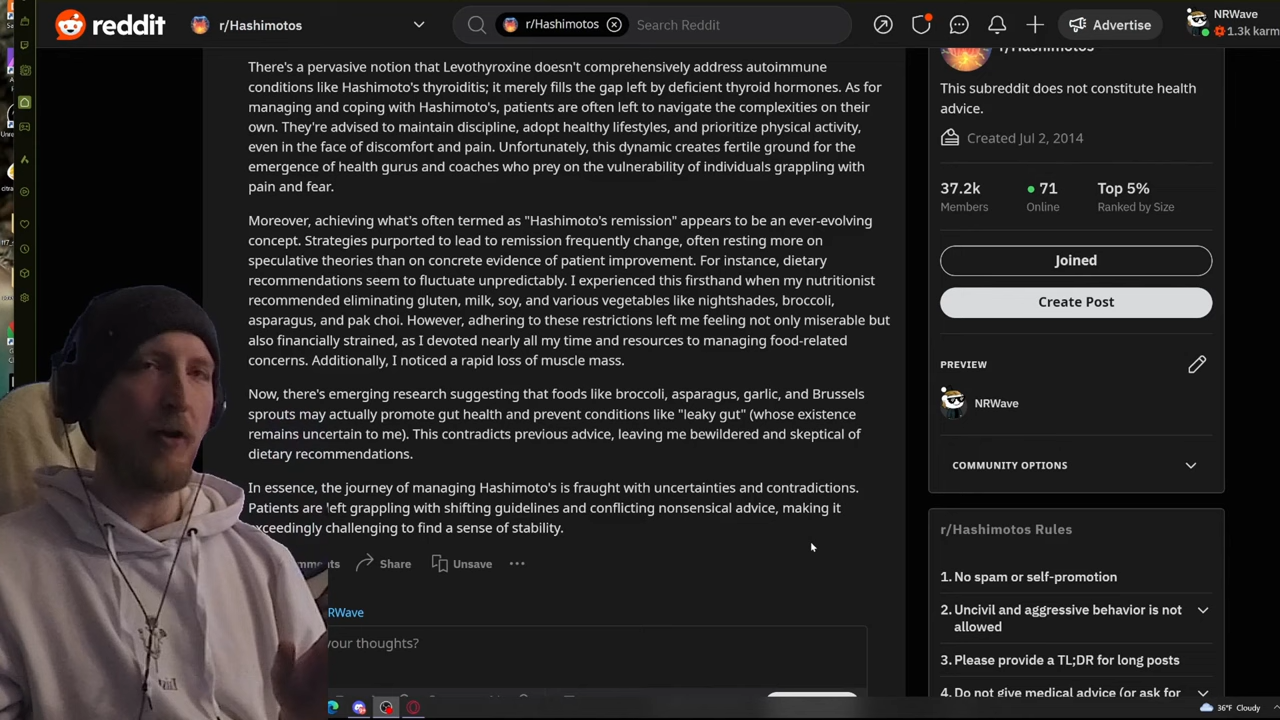 reddit
r/Hashimotos
r/Hashimotos
Search Reddit
Advertise
NRWave
1.3k karm
There's a pervasive notion that Levothyroxine doesn't comprehensively address autoimmune
conditions like Hashimoto's thyroiditis; it merely fills the gap left by deficient thyroid hormones. As for
managing and coping with Hashimoto's, patients are often left to navigate the complexities on their
own. They're advised to maintain discipline, adopt healthy lifestyles, and prioritize physical activity,
even in the face of discomfort and pain. Unfortunately, this dynamic creates fertile ground for the
emergence of health gurus and coaches who prey on the vulnerability of individuals grappling with
pain and fear.
Moreover, achieving what's often termed as "Hashimoto's remission" appears to be an ever-evolving
concept. Strategies purported to lead to remission frequently change, often resting more on
speculative theories than on concrete evidence of patient improvement. For instance, dietary
recommendations seem to fluctuate unpredictably. I experienced this firsthand when my nutritionist
recommended eliminating gluten, milk, soy, and various vegetables like nightshades, broccoli,
asparagus, and pak choi. However, adhering to these restrictions left me feeling not only miserable but
also financially strained, as I devoted nearly all my time and resources to managing food-related
concerns. Additionally, I noticed a rapid loss of muscle mass.
Now, there's emerging research suggesting that foods like broccoli, asparagus, garlic, and Brussels
sprouts may actually promote gut health and prevent conditions like "leaky gut" (whose existence
remains uncertain to me). This contradicts previous advice, leaving me bewildered and skeptical of
dietary recommendations.
In essence, the journey of managing Hashimoto's is fraught with uncertainties and contradictions.
Patients are left grappling with shifting guidelines and conflicting nonsensical advice, making it
exceedingly challenging to find a sense of stability.
mments
Share
Unsave
RWave
your thoughts?
r/Hashimotos
This subreddit does not constitute health
advice.
Created Jul 2, 2014
37.2k
71
Top 5%
Members
Online
Ranked by Size
Joined
Create Post
PREVIEW
NRWave
COMMUNITY OPTIONS
r/Hashimotos Rules
1. No spam or self-promotion
2. Uncivil and aggressive behavior is not
allowed
3. Please provide a TL;DR for long posts
4. Do not give medical advice (or ask for
36°F Cloudy